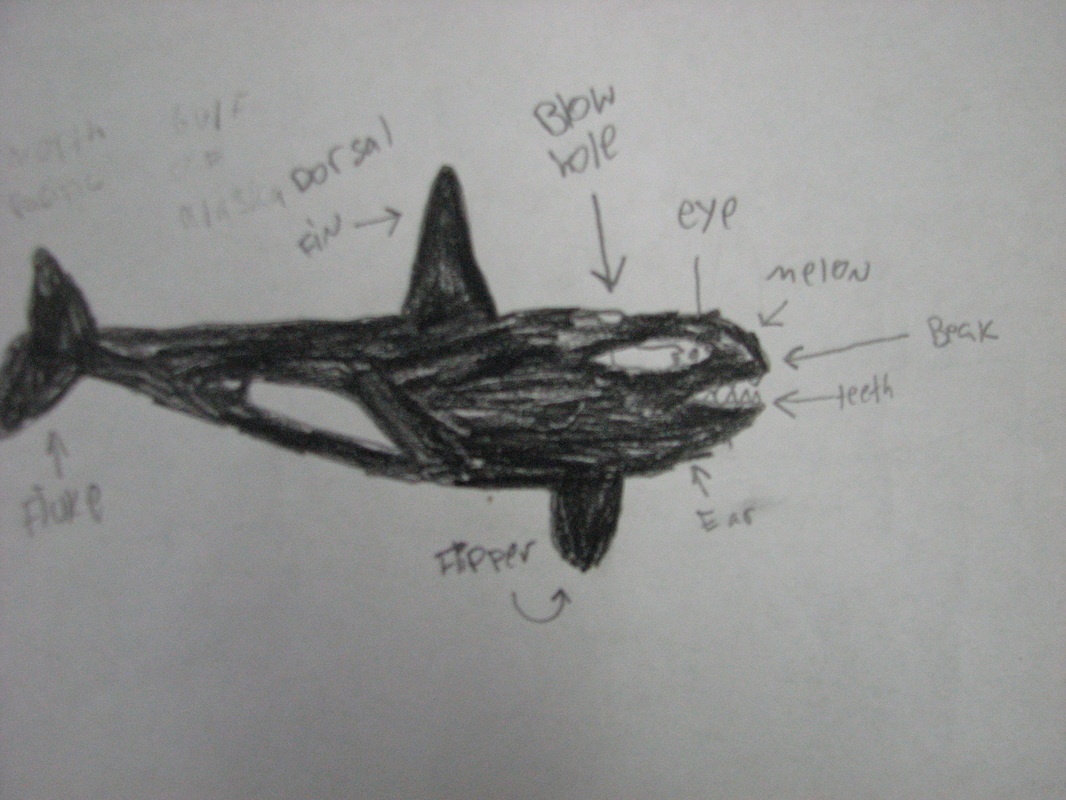 North
Pacific
Gulf
of
alaska
Dorsal
Fin
Blow
hole
eye
melon
Beak
teeth
Ear
Flipper
Fluke